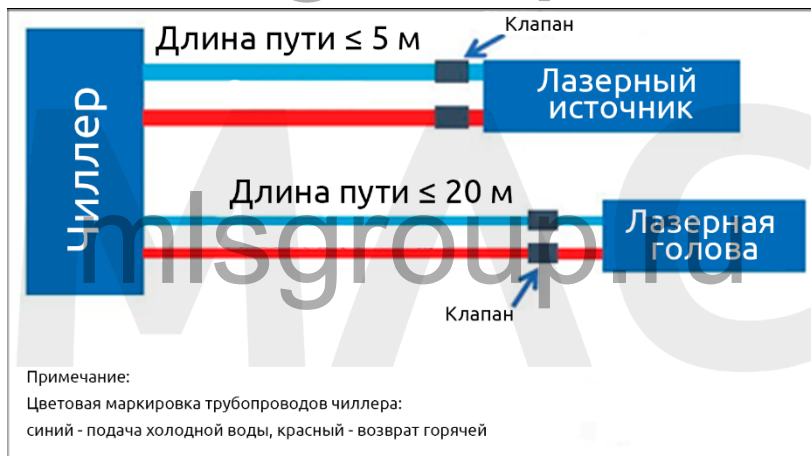 Длина пути ≤ 5 м
Клапан
Лазерный
источник
Чиллер
Длина пути ≤ 20 м
Лазерная
голова
mlsgroup.ru
Клапан
МАС
Примечание:
Цветовая маркировка трубопроводов чиллера:
синий - подача холодной воды, красный - возврат горячей